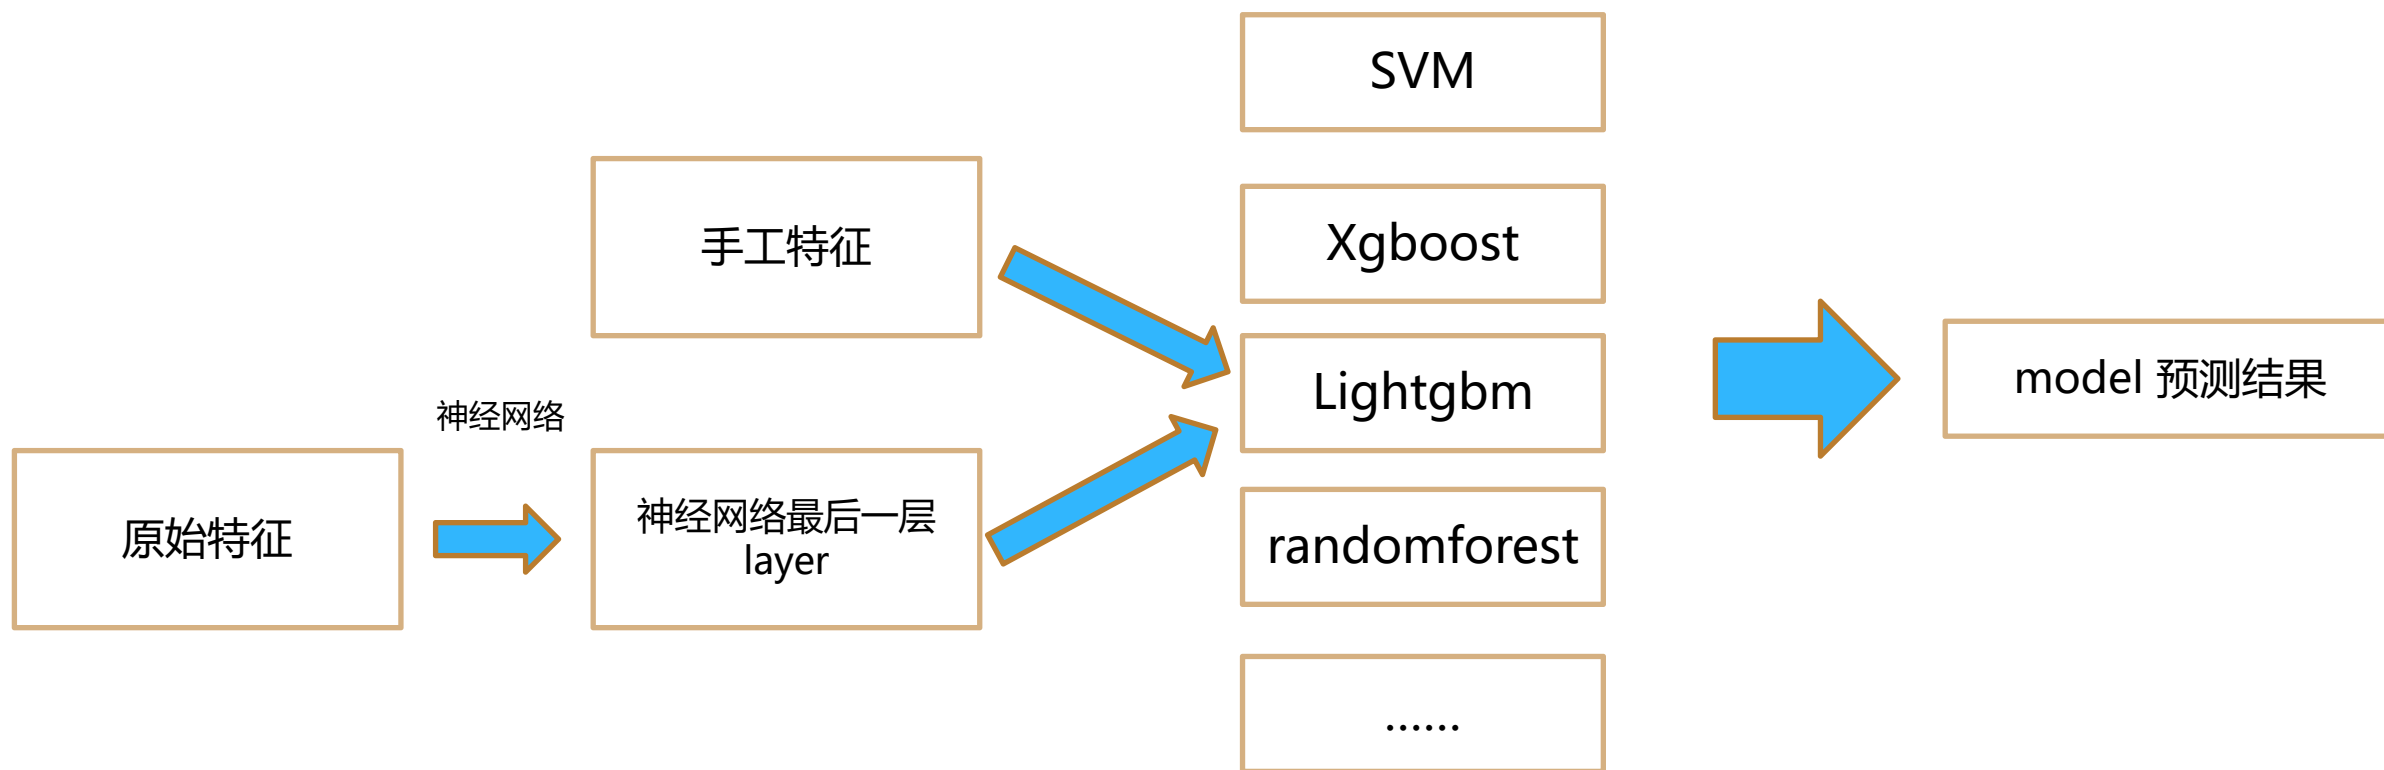 原始特征
神经网络
手工特征
神经网络最后一层
layer
SVM
Xgboost
Lightgbm
randomforest
......
model 预测结果